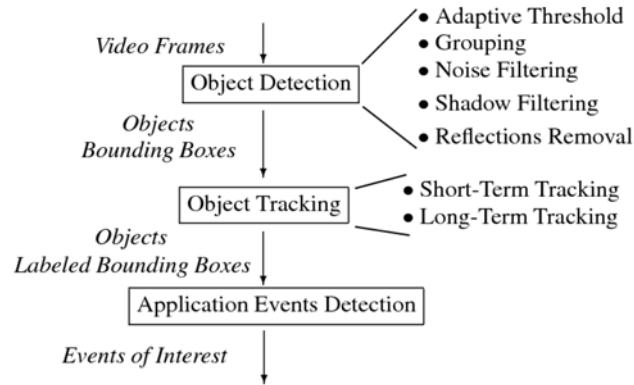 Video Frames
Object Detection
• Adaptive Threshold
• Grouping
• Noise Filtering
• Shadow Filtering
• Reflections Removal
Objects
Bounding Boxes
Object Tracking
• Short-Term Tracking
• Long-Term Tracking
Objects
Labeled Bounding Boxes
Application Events Detection
Events of Interest